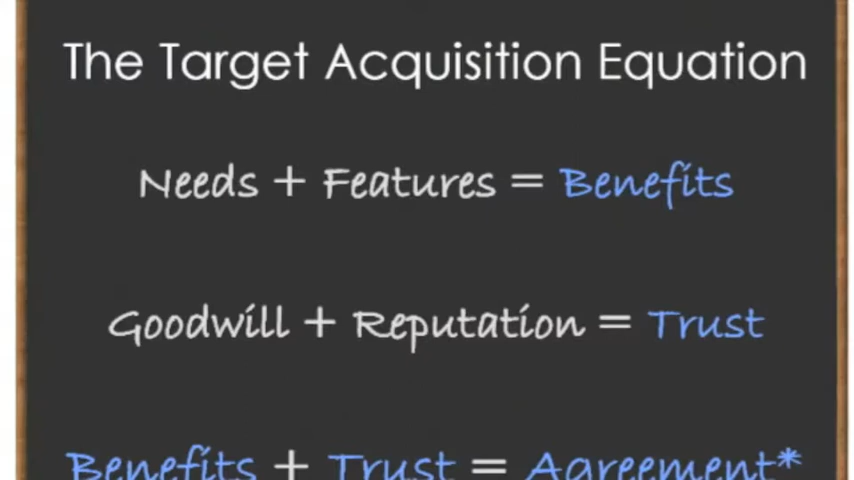 The Target Acquisition Equation
Needs + Features = Benefits
Goodwill + Reputation = Trust
Benefits + Trust = Agreement*